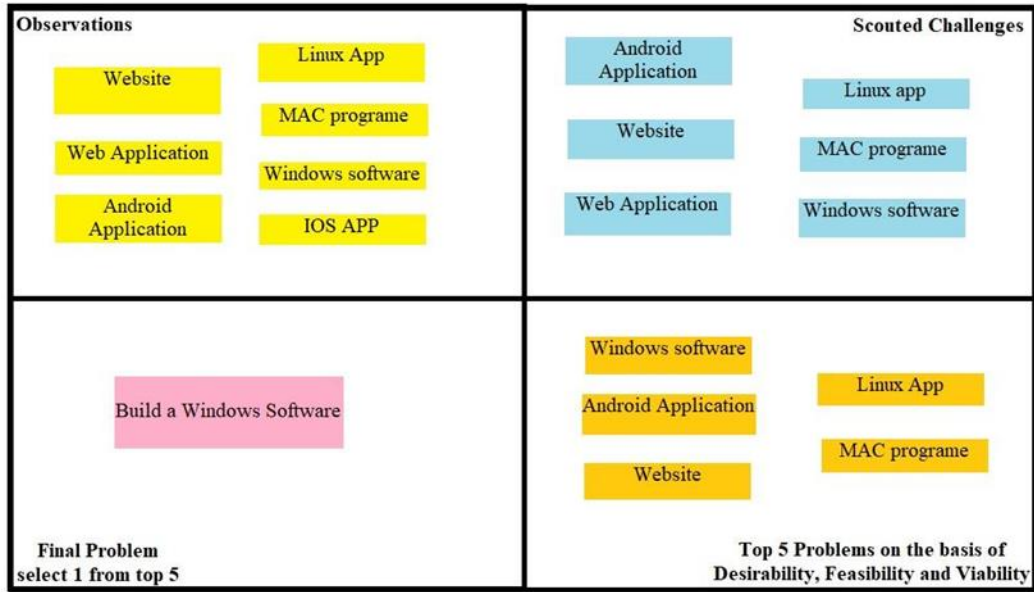 Observations
Website
Web Application
Android
Application
Linux App
MAC programe
Windows software
IOS APP
Scouted Challenges
Android
Application
Website
Web Application
Linux app
MAC programe
Windows software
Build a Windows Software
Final Problem
select 1 from top 5
Windows software
Android Application
Website
Linux App
MAC programe
Top 5 Problems on the basis of
Desirability, Feasibility and Viability